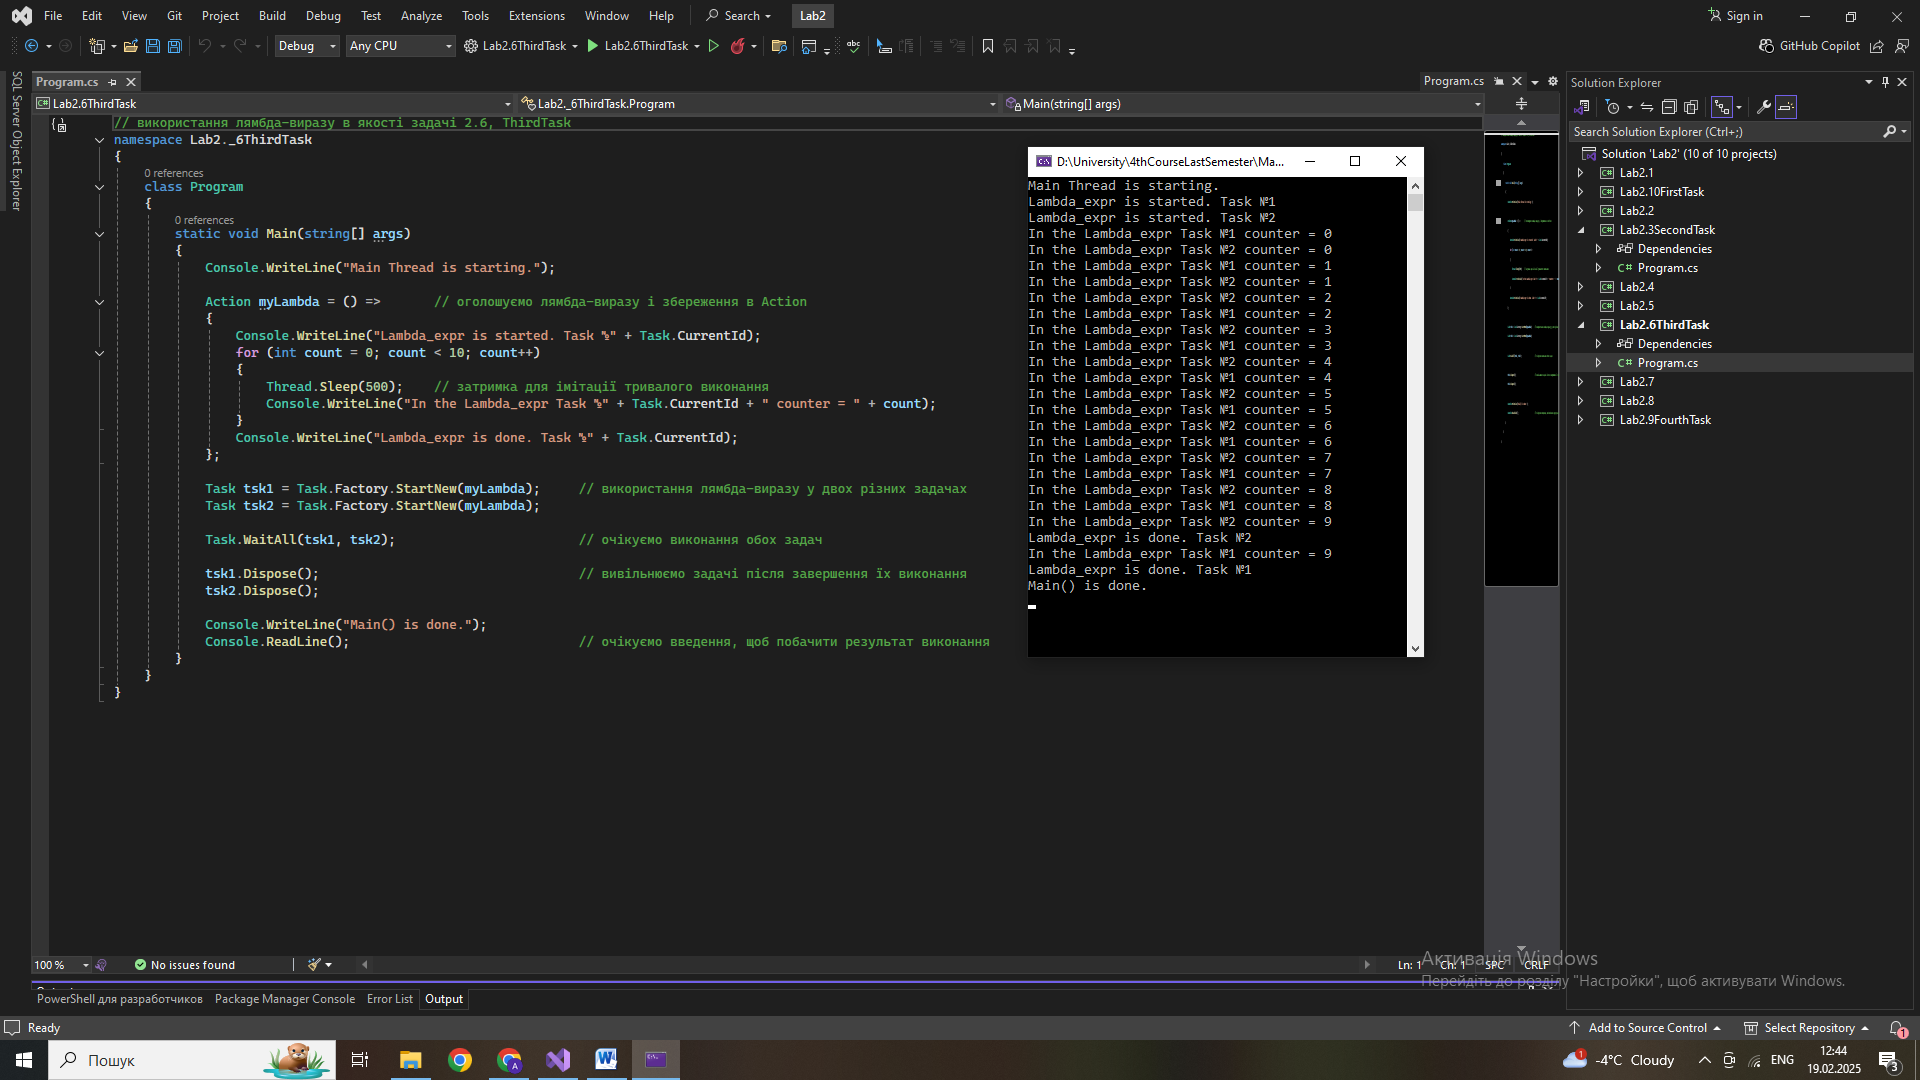 File Edit View Git Project Build Debug Test Analyze Tools Extensions Window Help Search Lab2 Sign in
Debug Any CPU Lab2.6ThirdTask Lab2.6ThirdTask GitHub Copilot
SQL Server Object Explorer
Program.cs Program.cs
Lab2.6ThirdTask Lab2._6ThirdTask.Program Main(string[] args)
// використання лямбда-виразу в якості задачі 2.6, ThirdTask
namespace Lab2._6ThirdTask
{
0 references
class Program
{
0 references
static void Main(string[] args)
{
Console.WriteLine("Main Thread is starting.");
Action myLambda = () => // оголошуємо лямбда-виразу і збереження в Action
{
Console.WriteLine("Lambda_expr is started. Task №" + Task.CurrentId);
for (int count = 0; count < 10; count++)
{
Thread.Sleep(500); // затримка для імітації тривалого виконання
Console.WriteLine("In the Lambda_expr Task №" + Task.CurrentId + " counter = " + count);
}
Console.WriteLine("Lambda_expr is done. Task №" + Task.CurrentId);
};
Task tsk1 = Task.Factory.StartNew(myLambda); // використання лямбда-виразу у двох різних задачах
Task tsk2 = Task.Factory.StartNew(myLambda);
Task.WaitAll(tsk1, tsk2); // очікуємо виконання обох задач
tsk1.Dispose(); // вивільнюємо задачі після завершення їх виконання
tsk2.Dispose();
Console.WriteLine("Main() is done.");
Console.ReadLine(); // очікуємо введення, щоб побачити результат виконання
}
}
}
D:\University\4thCourseLastSemester\Ma...
Main Thread is starting.
Lambda_expr is started. Task №1
Lambda_expr is started. Task №2
In the Lambda_expr Task №1 counter = 0
In the Lambda_expr Task №2 counter = 0
In the Lambda_expr Task №1 counter = 1
In the Lambda_expr Task №2 counter = 1
In the Lambda_expr Task №2 counter = 2
In the Lambda_expr Task №1 counter = 2
In the Lambda_expr Task №2 counter = 3
In the Lambda_expr Task №1 counter = 3
In the Lambda_expr Task №2 counter = 4
In the Lambda_expr Task №1 counter = 4
In the Lambda_expr Task №2 counter = 5
In the Lambda_expr Task №1 counter = 5
In the Lambda_expr Task №2 counter = 6
In the Lambda_expr Task №1 counter = 6
In the Lambda_expr Task №2 counter = 7
In the Lambda_expr Task №1 counter = 7
In the Lambda_expr Task №2 counter = 8
In the Lambda_expr Task №1 counter = 8
In the Lambda_expr Task №2 counter = 9
Lambda_expr is done. Task №2
In the Lambda_expr Task №1 counter = 9
Lambda_expr is done. Task №1
Main() is done.
Solution Explorer
Search Solution Explorer (Ctrl+;)
Solution 'Lab2' (10 of 10 projects)
Lab2.1
Lab2.10FirstTask
Lab2.2
Lab2.3SecondTask
Dependencies
C# Program.cs
Lab2.4
Lab2.5
Lab2.6ThirdTask
Dependencies
C# Program.cs
Lab2.7
Lab2.8
Lab2.9FourthTask
100 % No issues found Ln: 1 Ch: 1 SPC CRLF
Активація Windows
Перейдіть до розділу "Настройки", щоб активувати Windows.
PowerShell для разработчиков Package Manager Console Error List Output
Ready Add to Source Control Select Repository 1
Пошук 1 -4°C Cloudy ENG 12:44
19.02.2025 3